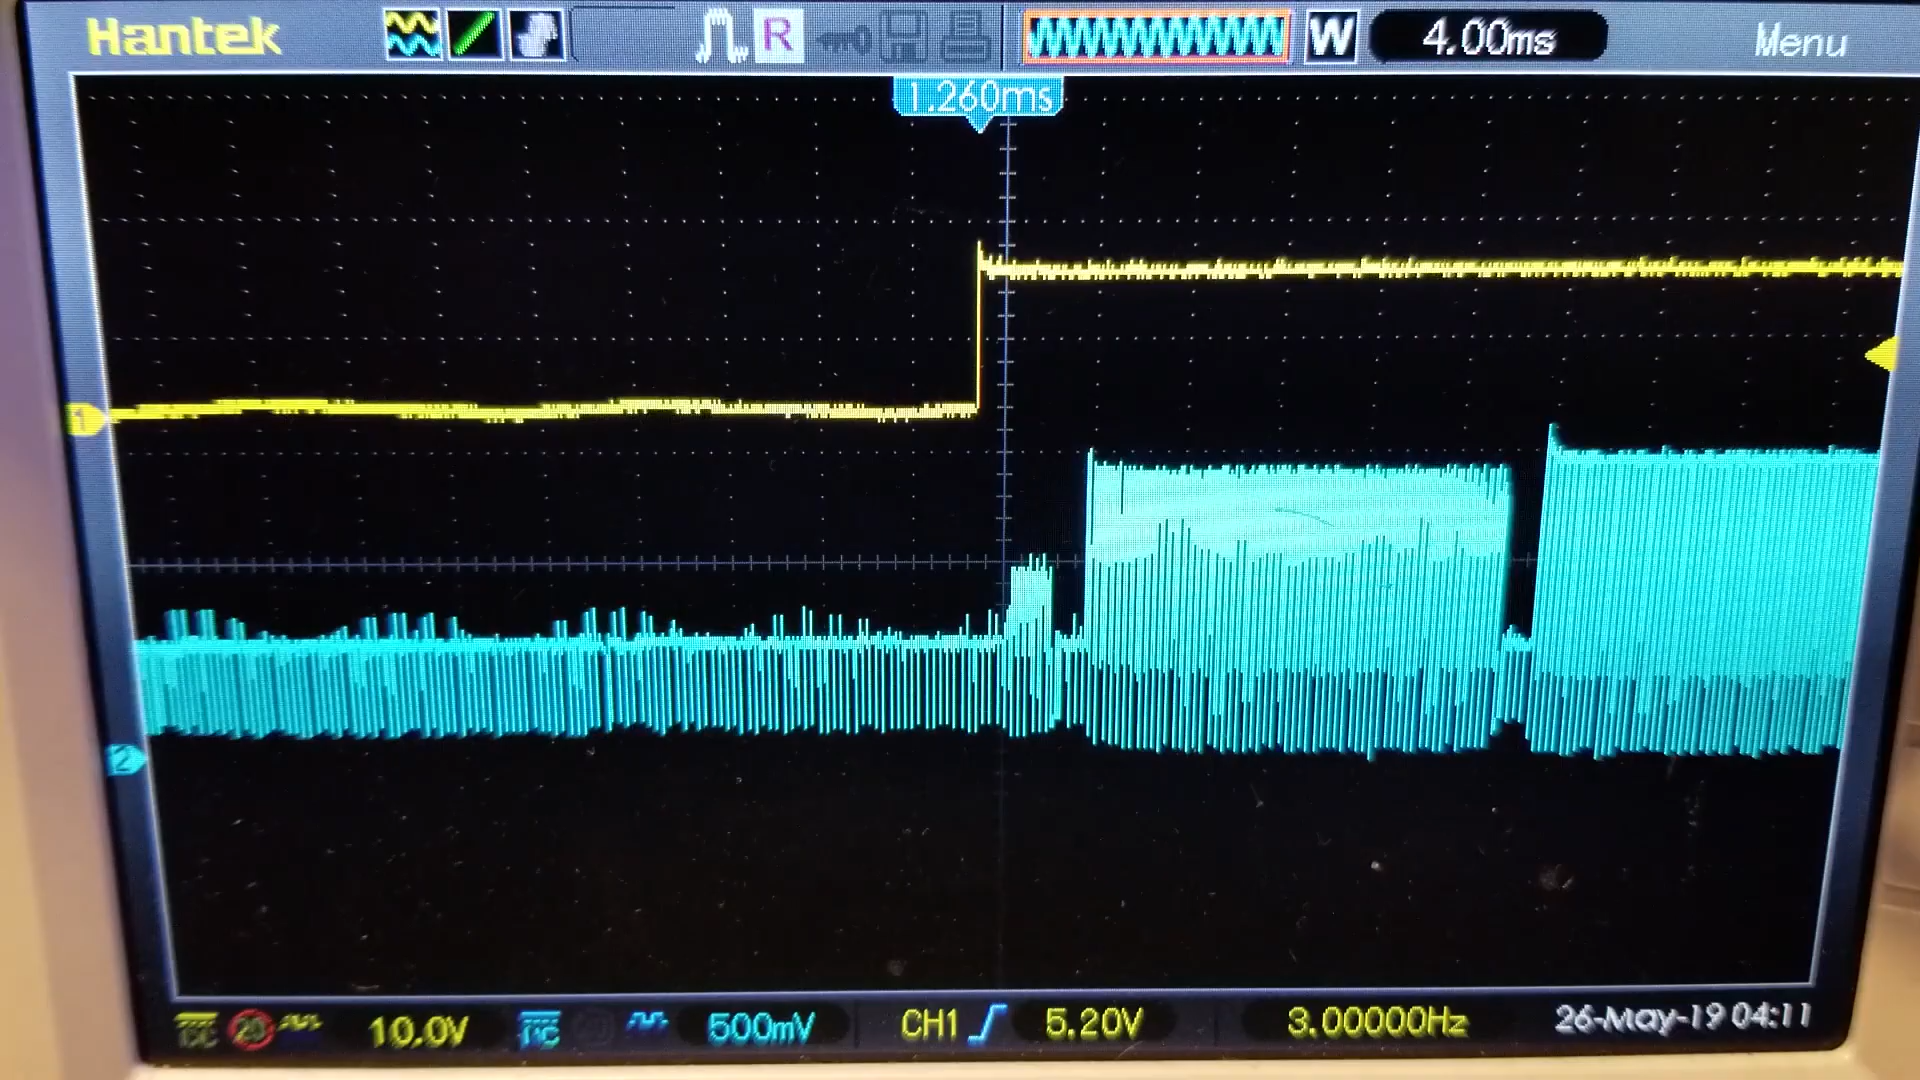 Hantek R W 4.00ms Menu
1.260ms
1
2
10.0V 500mV CH1 5.20V 3.00000Hz 26-May-19 04:11